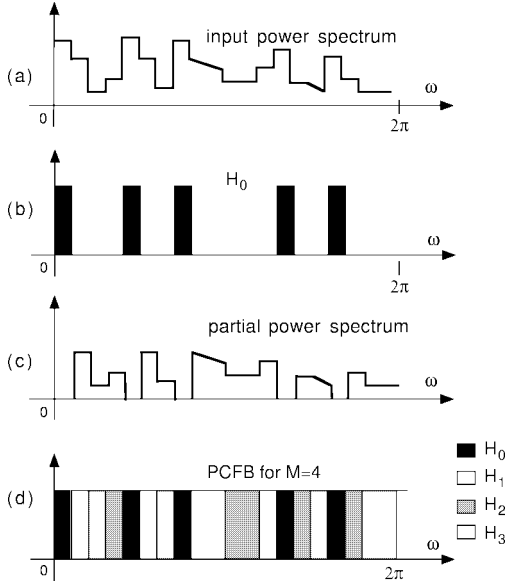 input power spectrum
(a)
ω
0
2π
H0
(b)
ω
0
2π
partial power spectrum
(c)
ω
0
PCFB for M=4
(d)
ω
0
2π
H0
H1
H2
H3